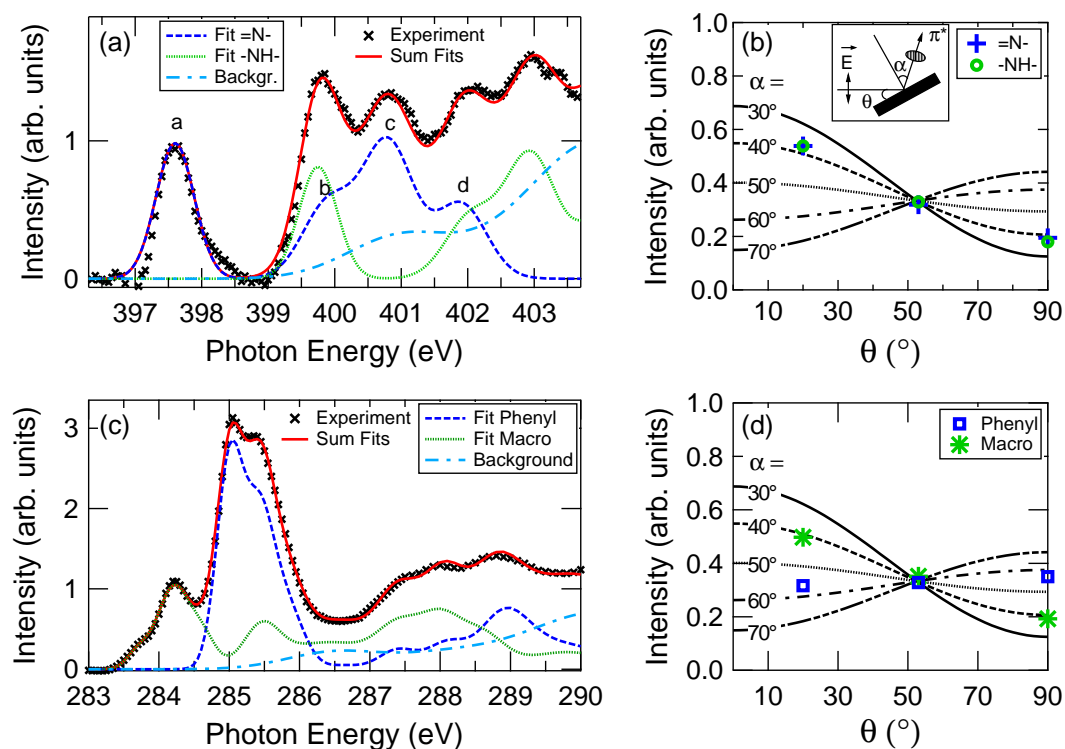 (a)
Fit =N-
Fit -NH-
Backgr.
Experiment
Sum Fits
a
b
c
d
1
0
Intensity (arb. units)
397 398 399 400 401 402 403
Photon Energy (eV)
(b)
E
θ
α
π*
=N-
-NH-
α =
30°
40°
50°
60°
70°
1.0
0.8
0.6
0.4
0.2
0.0
Intensity (arb. units)
10 30 50 70 90
θ (°)
(c)
Experiment
Sum Fits
Fit Phenyl
Fit Macro
Background
3
2
1
0
Intensity (arb. units)
283 284 285 286 287 288 289 290
Photon Energy (eV)
(d)
Phenyl
Macro
α =
30°
40°
50°
60°
70°
1.0
0.8
0.6
0.4
0.2
0.0
Intensity (arb. units)
10 30 50 70 90
θ (°)